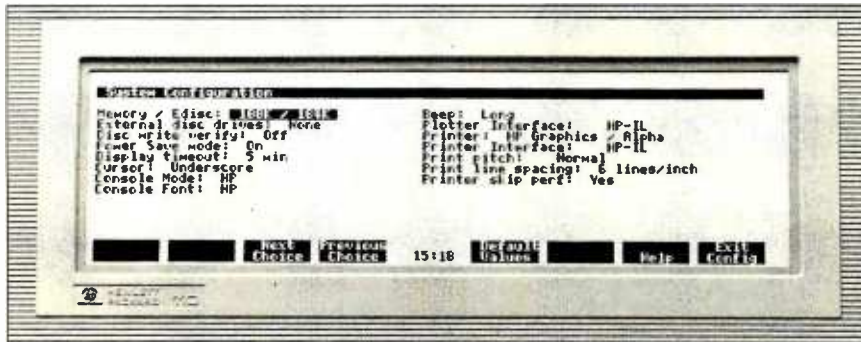 System Configuration
Memory / Edisc:
External disc drives: None
Disc write verify: Off
Power Save mode: On
Display timeout: 5 min
Cursor: Underscore
Console Mode: HP
Console Font: HP
Beep: Long
Plotter Interface: HP-IL
Printer: HP Graphics / Alpha
Printer Interface: HP-IL
Print pitch: Normal
Print line spacing: 6 lines/inch
Printer skip perf: Yes
Next Choice
Previous Choice
15:18
Default Values
Help
Exit Config
HEWLETT
PACKARD